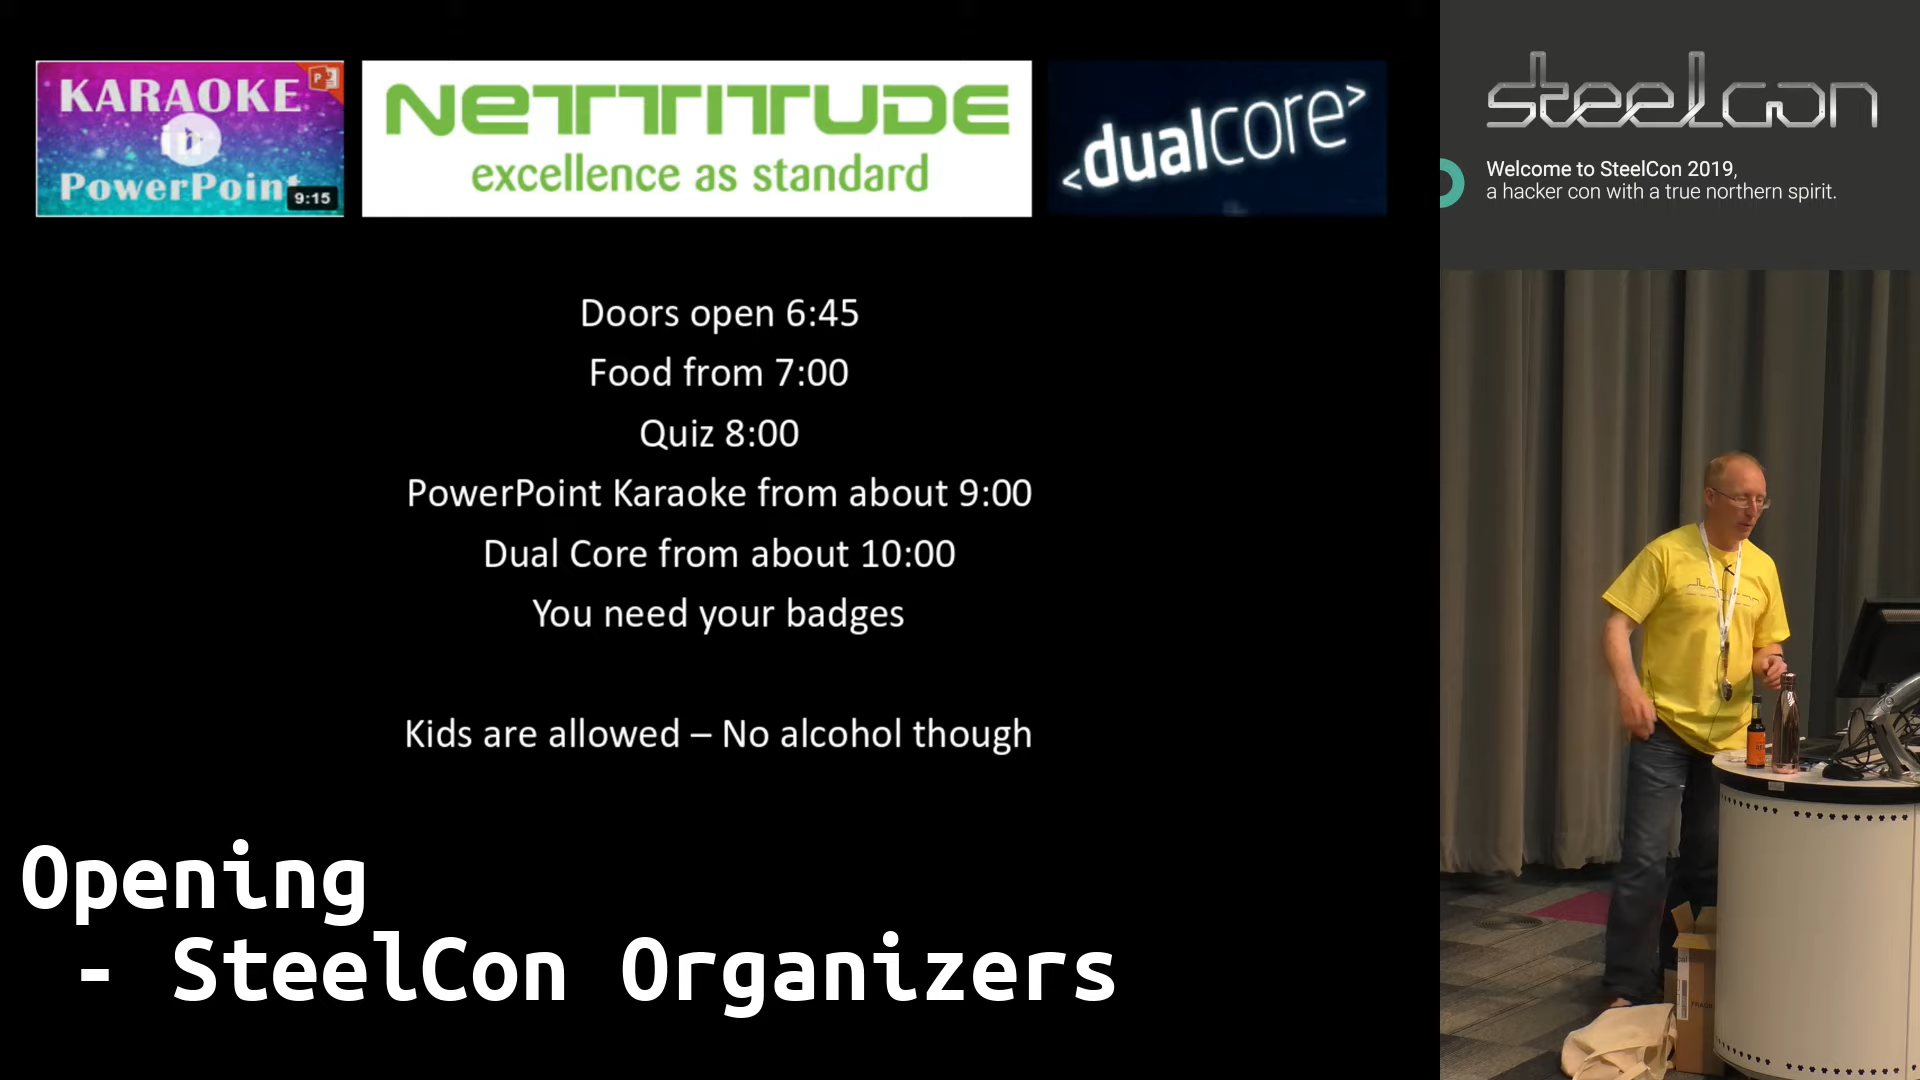 KARAOKE
in
PowerPoint
9:15
NETTITUDE
excellence as standard
<dualcore>
steelcon
Welcome to SteelCon 2019,
a hacker con with a true northern spirit.
Doors open 6:45
Food from 7:00
Quiz 8:00
PowerPoint Karaoke from about 9:00
Dual Core from about 10:00
You need your badges
Kids are allowed – No alcohol though
Opening
- SteelCon Organizers